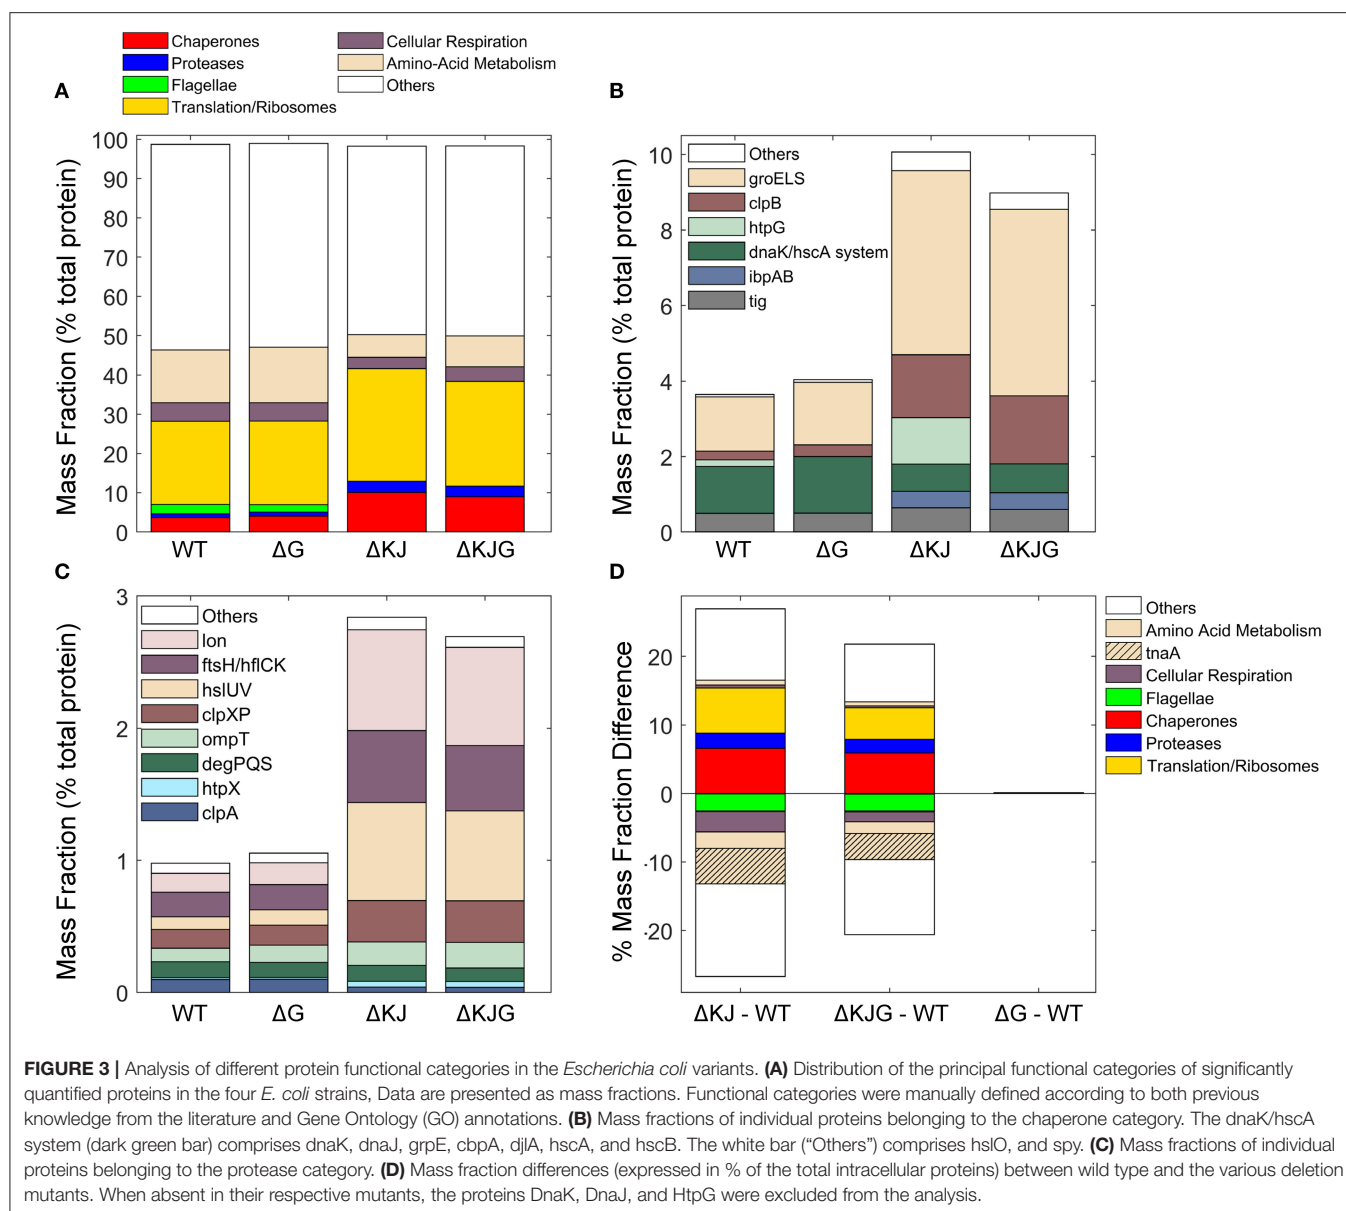 Chaperones
Proteases
Flagellae
Translation/Ribosomes
Cellular Respiration
Amino-Acid Metabolism
Others
A
Mass Fraction (% total protein)
100
90
80
70
60
50
40
30
20
10
0
WT ΔG ΔKJ ΔKJG
B
Mass Fraction (% total protein)
10
8
6
4
2
0
Others
groELS
clpB
htpG
dnaK/hscA system
ibpAB
tig
WT ΔG ΔKJ ΔKJG
C
Mass Fraction (% total protein)
3
2
1
0
Others
lon
ftsH/hflCK
hslUV
clpXP
ompT
degPQS
htpX
clpA
WT ΔG ΔKJ ΔKJG
D
% Mass Fraction Difference
20
10
0
-10
-20
Others
Amino Acid Metabolism
tnaA
Cellular Respiration
Flagellae
Chaperones
Proteases
Translation/Ribosomes
ΔKJ - WT ΔKJG - WT ΔG - WT
FIGURE 3 | Analysis of different protein functional categories in the Escherichia coli variants. (A) Distribution of the principal functional categories of significantly
quantified proteins in the four E. coli strains, Data are presented as mass fractions. Functional categories were manually defined according to both previous
knowledge from the literature and Gene Ontology (GO) annotations. (B) Mass fractions of individual proteins belonging to the chaperone category. The dnaK/hscA
system (dark green bar) comprises dnaK, dnaJ, grpE, cbpA, djlA, hscA, and hscB. The white bar (“Others”) comprises hslO, and spy. (C) Mass fractions of individual
proteins belonging to the protease category. (D) Mass fraction differences (expressed in % of the total intracellular proteins) between wild type and the various deletion
mutants. When absent in their respective mutants, the proteins DnaK, DnaJ, and HtpG were excluded from the analysis.